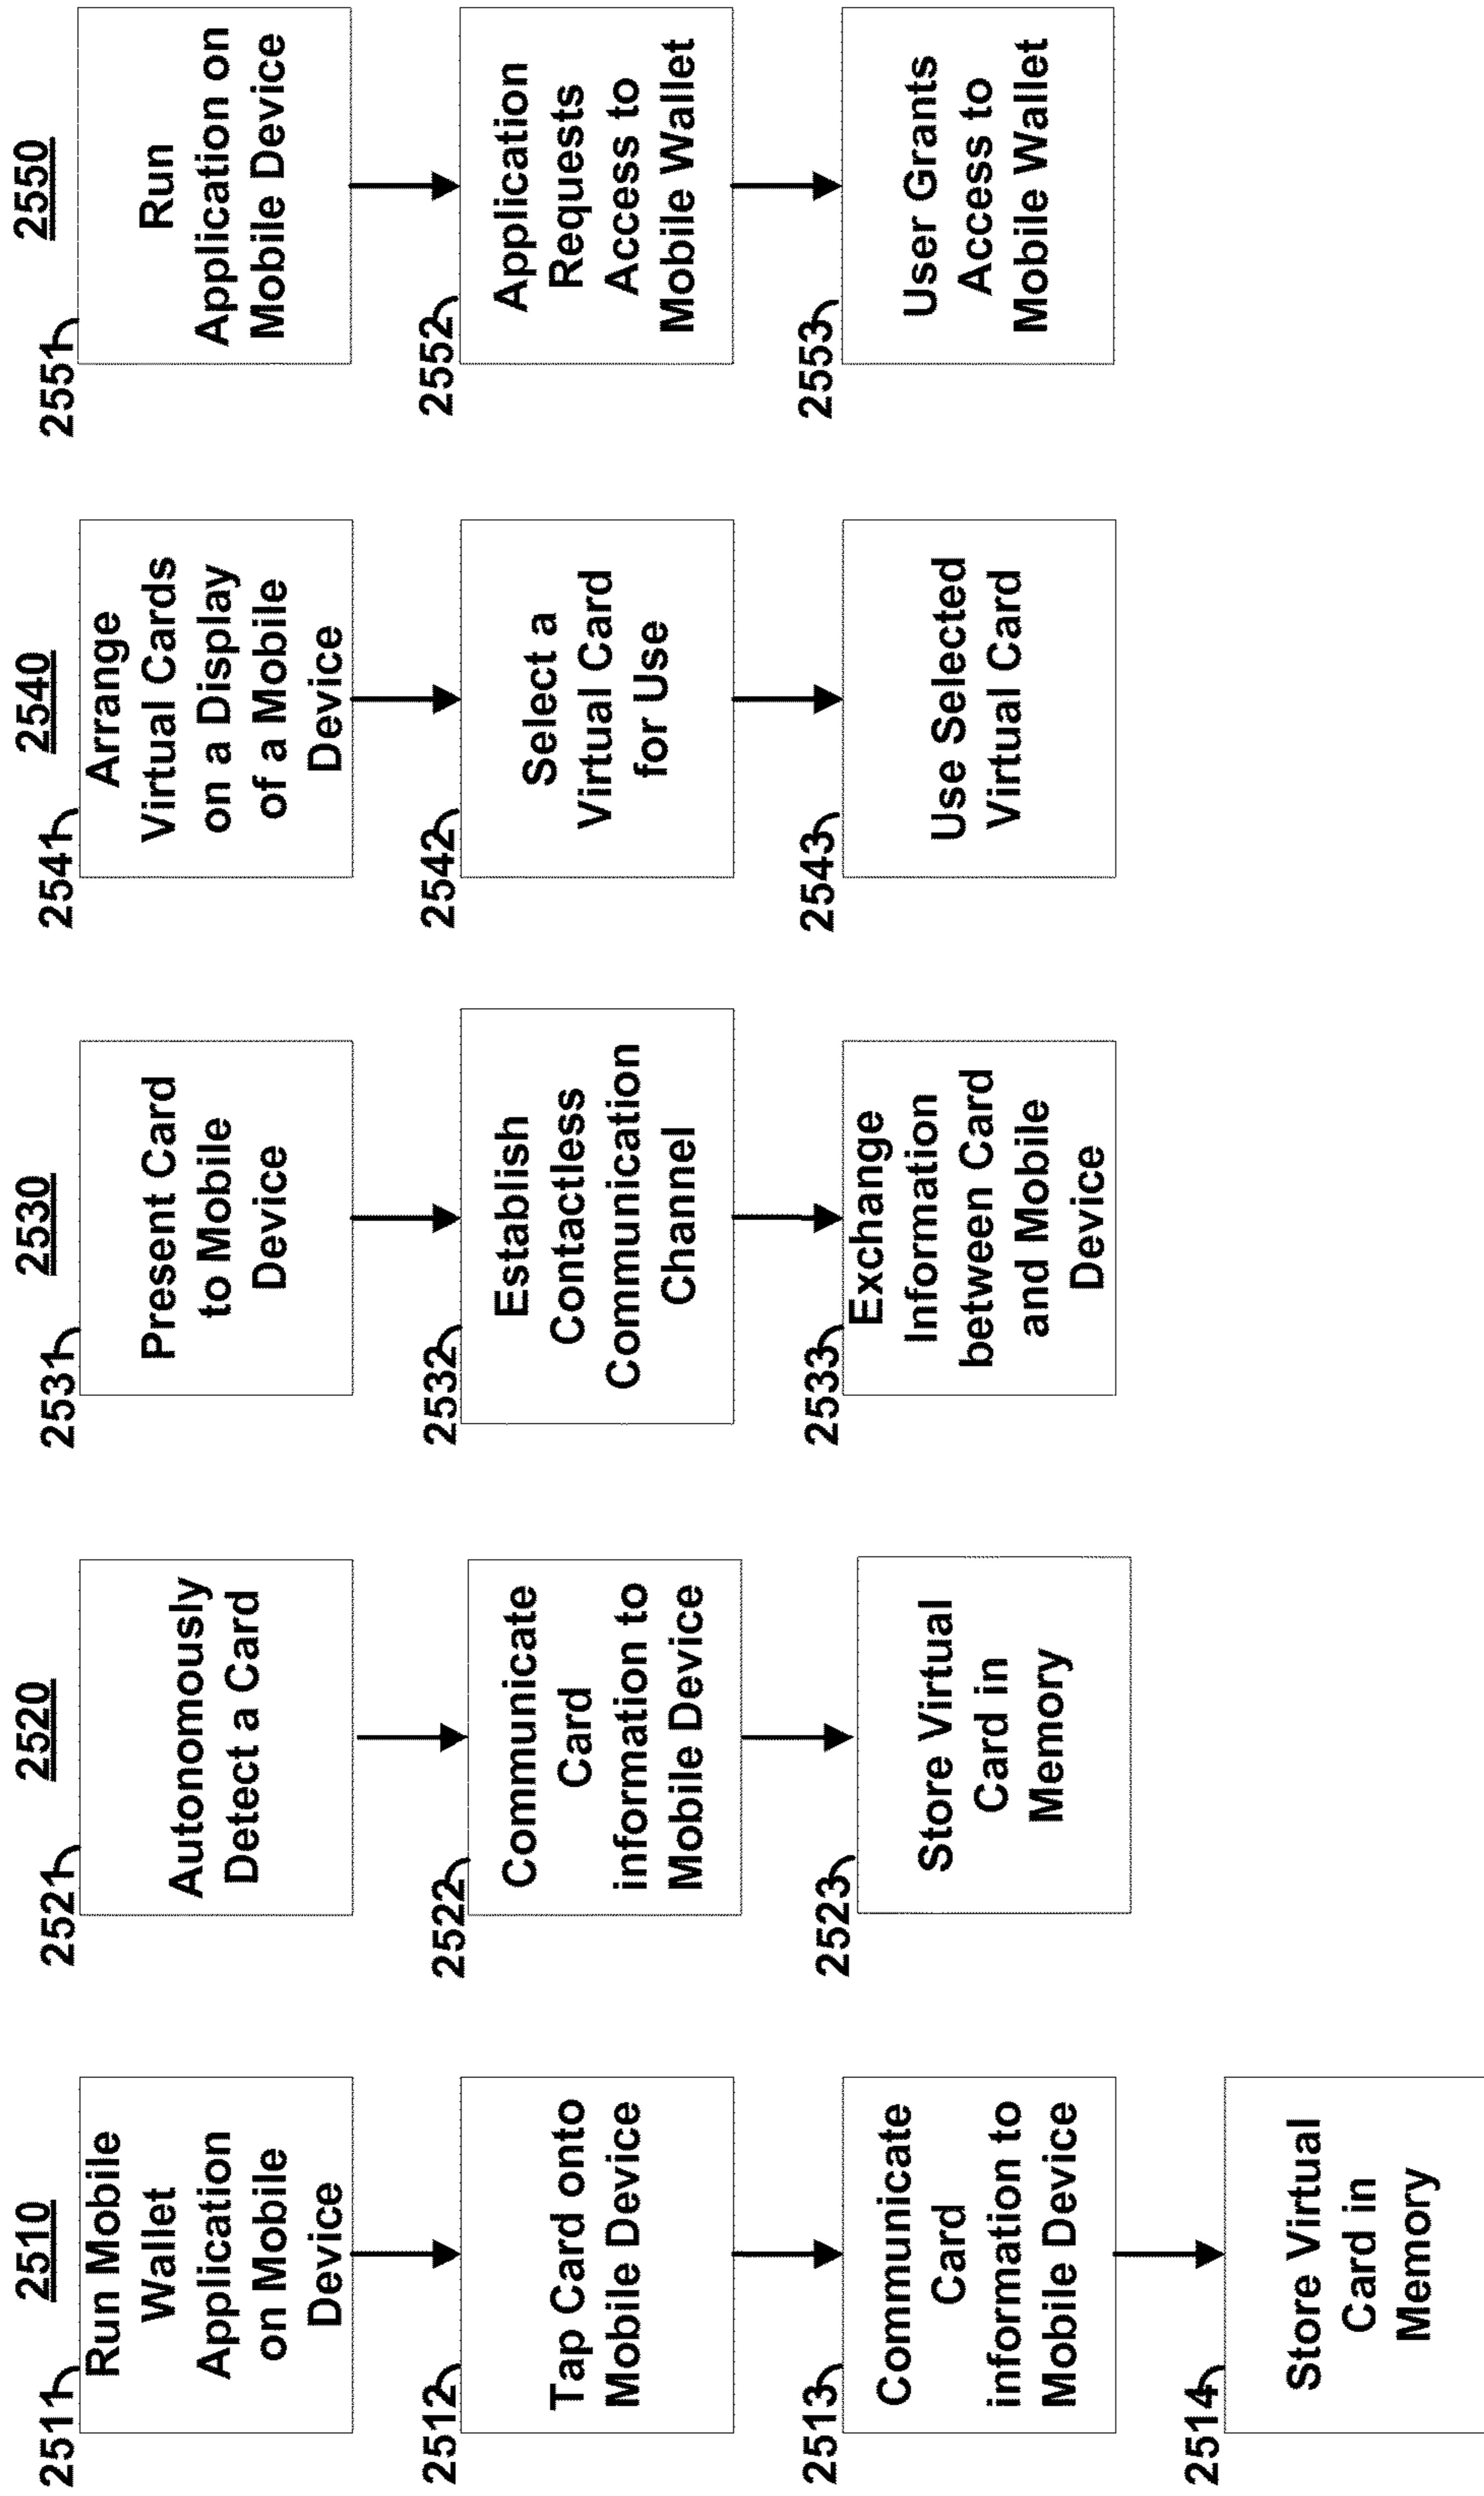 2510
2511
Run Mobile
Wallet
Application
on Mobile
Device
2512
Tap Card onto
Mobile Device
2513
Communicate
Card
information to
Mobile Device
2514
Store Virtual
Card in
Memory
2520
2521
Autonomously
Detect a Card
2522
Communicate
Card
information to
Mobile Device
2523
Store Virtual
Card in
Memory
2530
2531
Present Card
to Mobile
Device
2532
Establish
Contactless
Communication
Channel
2533
Exchange
Information
between Card
and Mobile
Device
2540
2541
Arrange
Virtual Cards
on a Display
of a Mobile
Device
2542
Select a
Virtual Card
for Use
2543
Use Selected
Virtual Card
2550
2551
Run
Application on
Mobile Device
2552
Application
Requests
Access to
Mobile Wallet
2553
User Grants
Access to
Mobile Wallet